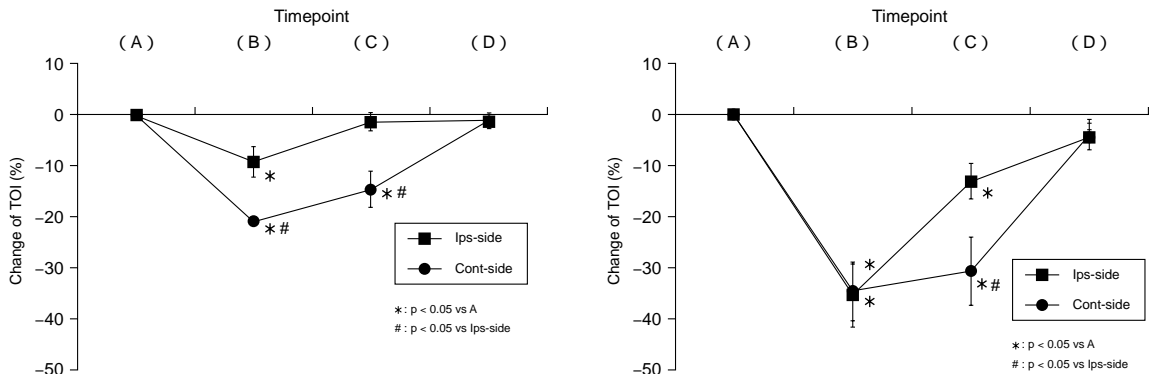 Timepoint
( A ) ( B ) ( C ) ( D )
10
0
−10
−20
−30
−40
−50
Change of TOI (%)
* 
* #
* #
Ips-side
Cont-side
* : p < 0.05 vs A
# : p < 0.05 vs Ips-side
Timepoint
( A ) ( B ) ( C ) ( D )
10
0
−10
−20
−30
−40
−50
Change of TOI (%)
*
*
*
* #
Ips-side
Cont-side
* : p < 0.05 vs A
# : p < 0.05 vs Ips-side